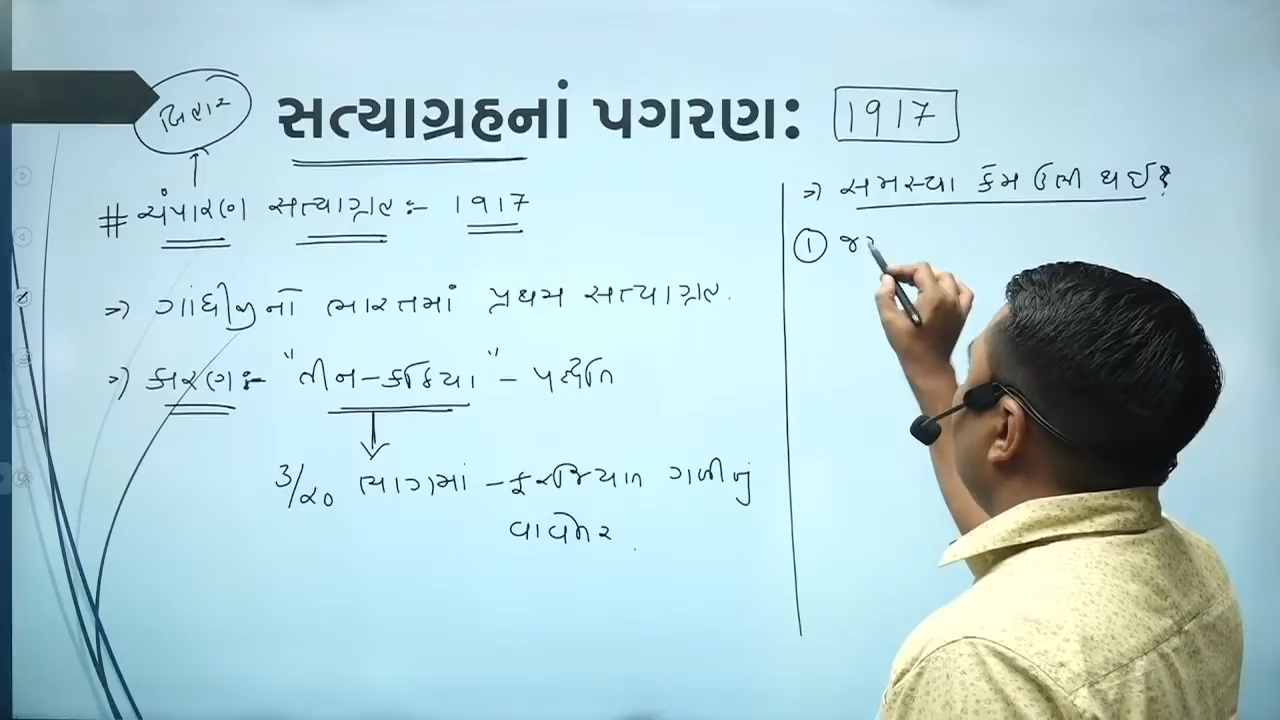 બિહાર
સત્યાગ્રહનાં પગરણ:
1917
# ચંપારણ સત્યાગ્રહ :- 1917
⇒ ગાંધીજીનો ભારતમાં પ્રથમ સત્યાગ્રહ.
⇒ કારણ :- "તીન-કઠિયા" - પદ્ધતિ
3/૨૦ ભાગમાં - ફરજિયાત ગળીનું
વાવેતર.
⇒ સમસ્યા કેમ ઉભી થઈ?
①